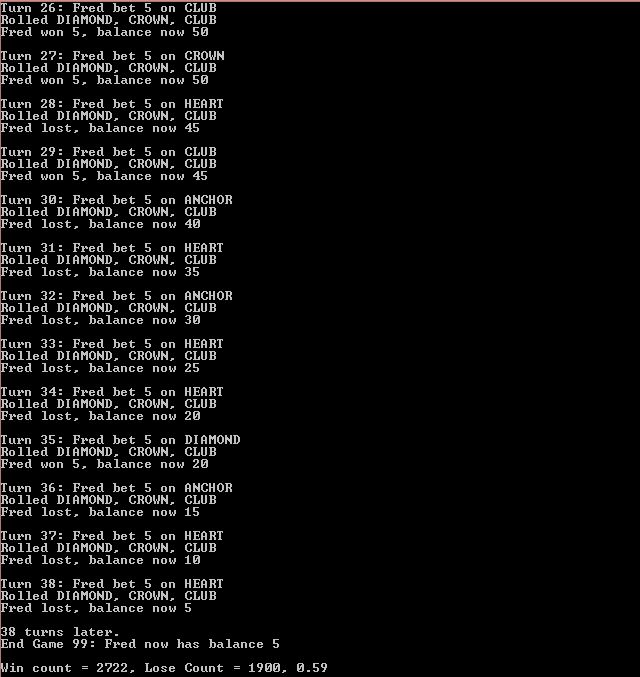 Turn 26: Fred bet 5 on CLUB
Rolled DIAMOND, CROWN, CLUB
Fred won 5, balance now 50
Turn 27: Fred bet 5 on CROWN
Rolled DIAMOND, CROWN, CLUB
Fred won 5, balance now 50
Turn 28: Fred bet 5 on HEART
Rolled DIAMOND, CROWN, CLUB
Fred lost, balance now 45
Turn 29: Fred bet 5 on CLUB
Rolled DIAMOND, CROWN, CLUB
Fred won 5, balance now 45
Turn 30: Fred bet 5 on ANCHOR
Rolled DIAMOND, CROWN, CLUB
Fred lost, balance now 40
Turn 31: Fred bet 5 on HEART
Rolled DIAMOND, CROWN, CLUB
Fred lost, balance now 35
Turn 32: Fred bet 5 on ANCHOR
Rolled DIAMOND, CROWN, CLUB
Fred lost, balance now 30
Turn 33: Fred bet 5 on HEART
Rolled DIAMOND, CROWN, CLUB
Fred lost, balance now 25
Turn 34: Fred bet 5 on HEART
Rolled DIAMOND, CROWN, CLUB
Fred lost, balance now 20
Turn 35: Fred bet 5 on DIAMOND
Rolled DIAMOND, CROWN, CLUB
Fred won 5, balance now 20
Turn 36: Fred bet 5 on ANCHOR
Rolled DIAMOND, CROWN, CLUB
Fred lost, balance now 15
Turn 37: Fred bet 5 on HEART
Rolled DIAMOND, CROWN, CLUB
Fred lost, balance now 10
Turn 38: Fred bet 5 on HEART
Rolled DIAMOND, CROWN, CLUB
Fred lost, balance now 5
38 turns later.
End Game 99: Fred now has balance 5
Win count = 2722, Lose Count = 1900, 0.59